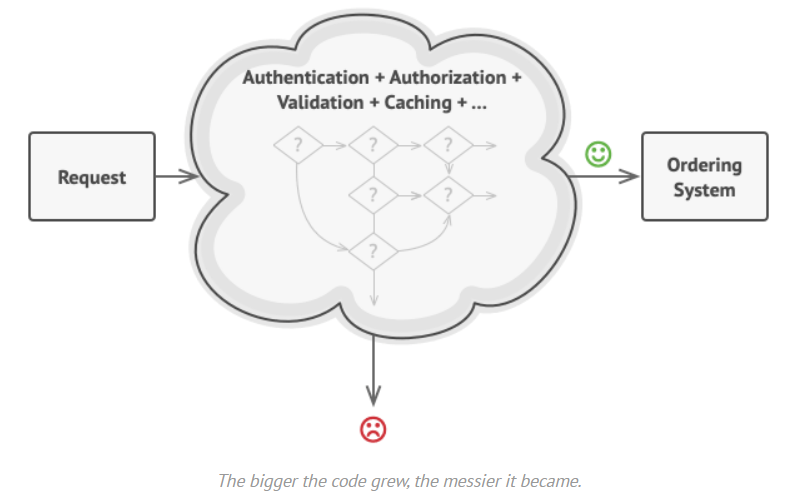 Authentication + Authorization +
Validation + Caching + ...
Request
?
?
?
Ordering
System
?
?
?
The bigger the code grew, the messier it became.